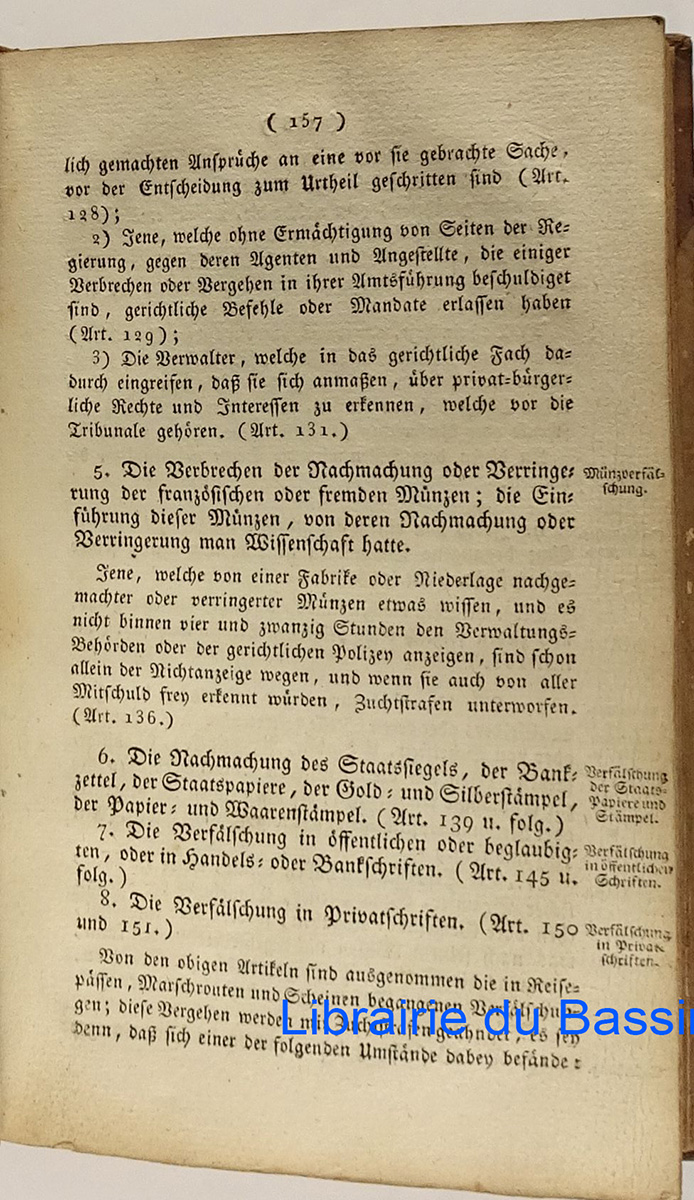 ( 157 )
lich gemachten Ansprüche an eine vor sie gebrachte Sache,
vor der Entscheidung zum Urtheil geschritten sind (Art.
128);
2) Jene, welche ohne Ermächtigung von Seiten der Re-
gierung, gegen deren Agenten und Angestellte, die einiger
Verbrechen oder Vergehen in ihrer Amtsführung beschuldiget
sind, gerichtliche Befehle oder Mandate erlassen haben
(Art. 129);
3) Die Verwalter, welche in das gerichtliche Fach da-
durch eingreifen, daß sie sich anmaßen, über privat-bürger-
liche Rechte und Interessen zu erkennen, welche vor die
Tribunale gehören. (Art. 131.)
5. Die Verbrechen der Nachmachung oder Verringe-
rung der französischen oder fremden Münzen; die Ein-
führung dieser Münzen, von deren Nachmachung oder
Verringerung man Wissenschaft hatte.
Münzverfäl-
schung.
Jene, welche von einer Fabrike oder Niederlage nachge-
machter oder verringerter Münzen etwas wissen, und es
nicht binnen vier und zwanzig Stunden den Verwaltungs-
Behörden oder der gerichtlichen Polizey anzeigen, sind schon
allein der Nichtanzeige wegen, und wenn sie auch von aller
Mitschuld frey erkennt würden, Zuchtstrafen unterworfen.
(Art. 136.)
6. Die Nachmachung des Staatssiegels, der Bank-
zettel, der Staatspapiere, der Gold- und Silberstämpel,
der Papier- und Waarenstämpel. (Art. 139 u. folg.)
Verfälschung
der Staats-
Papiere und
Stämpel.
7. Die Verfälschung in öffentlichen oder beglaubig-
ten, oder in Handels- oder Bankschriften. (Art. 145 u.
folg.)
Verfälschung
in öffentlichen
Schriften.
8. Die Verfälschung in Privatschriften. (Art. 150
und 151.)
Verfälschung
in Privat-
schriften.
Von den obigen Artikeln sind ausgenommen die in Reise-
pässen, Marschrouten und Scheinen begangenen Verfälschun-
gen; diese Vergehen werden mit Zuchtstrafen geahndet, es sey
denn, daß sich einer der folgenden Umstände dabey befände:
Librairie du Bassin